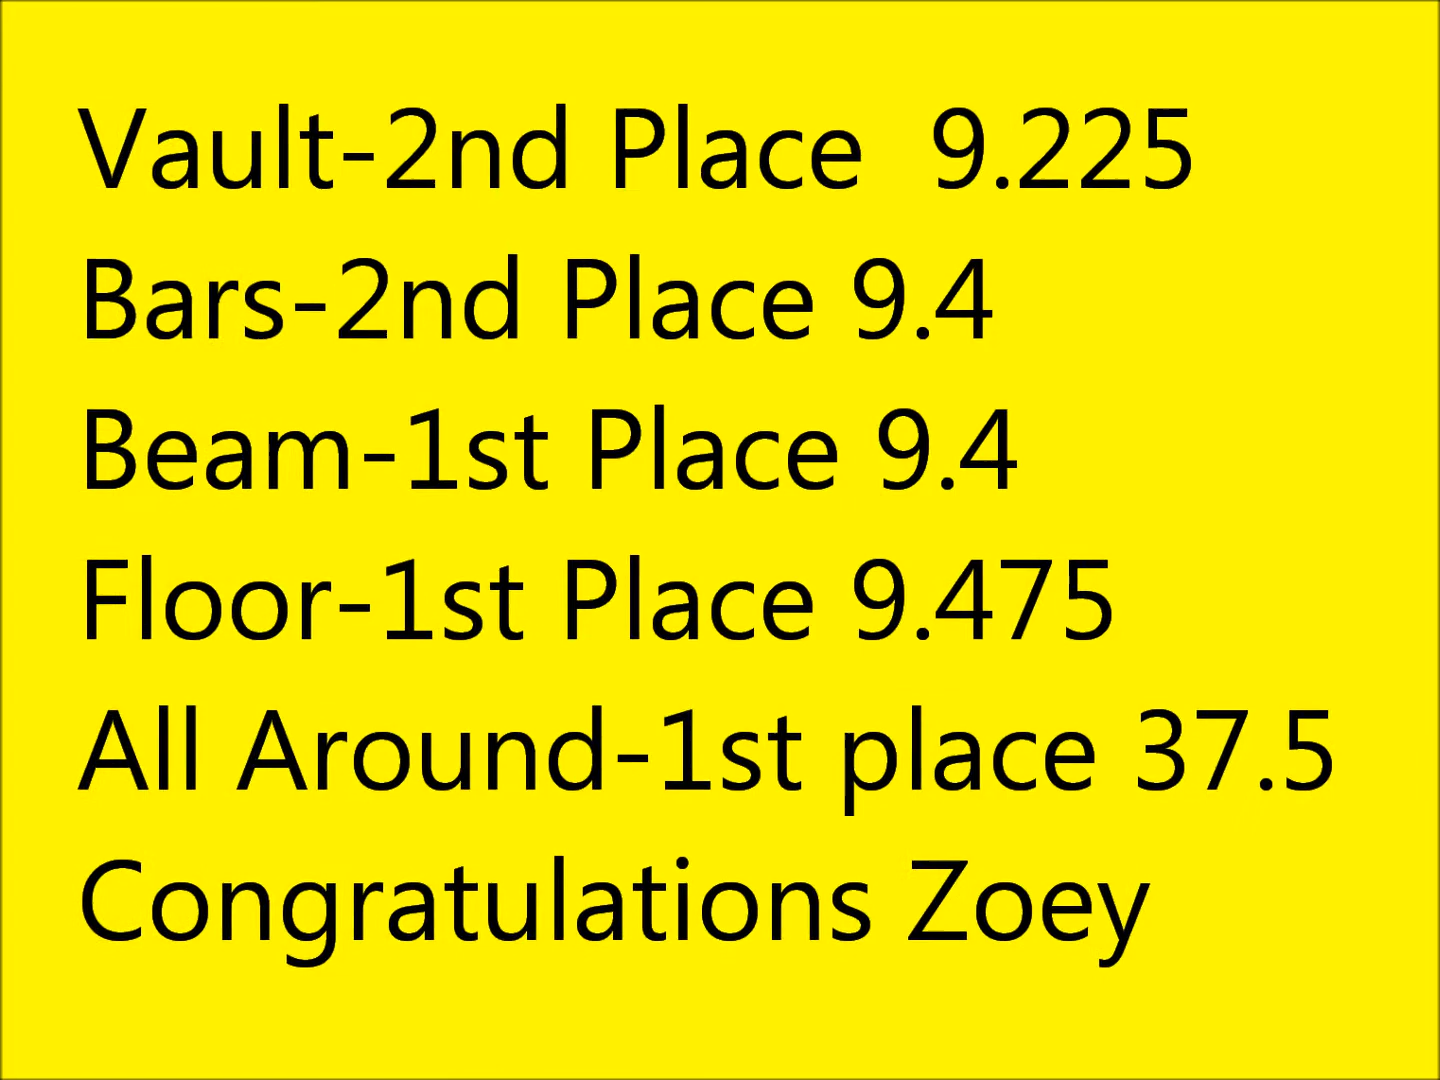 Vault-2nd Place  9.225
Bars-2nd Place 9.4
Beam-1st Place 9.4
Floor-1st Place 9.475
All Around-1st place 37.5
Congratulations Zoey